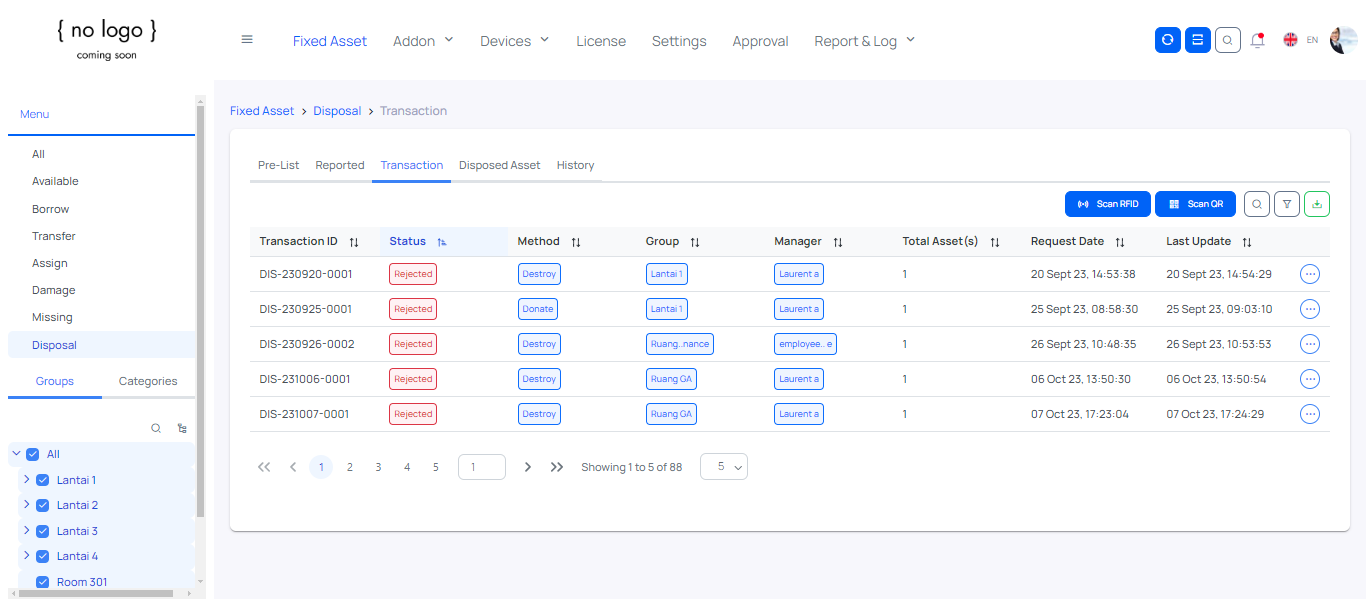 { no logo }
coming soon
Fixed Asset Addon Devices License Settings Approval Report & Log EN
Menu
All
Available
Borrow
Transfer
Assign
Damage
Missing
Disposal
Groups Categories
All
Lantai 1
Lantai 2
Lantai 3
Lantai 4
Room 301
Fixed Asset > Disposal > Transaction
Pre-List Reported Transaction Disposed Asset History
Scan RFID Scan QR
Transaction ID Status Method Group Manager Total Asset(s) Request Date Last Update
DIS-230920-0001 Rejected Destroy Lantai 1 Laurent a 1 20 Sept 23, 14:53:38 20 Sept 23, 14:54:29
DIS-230925-0001 Rejected Donate Lantai 1 Laurent a 1 25 Sept 23, 08:58:30 25 Sept 23, 09:03:10
DIS-230926-0002 Rejected Destroy Ruang..nance employee.. e 1 26 Sept 23, 10:48:35 26 Sept 23, 10:53:53
DIS-231006-0001 Rejected Destroy Ruang GA Laurent a 1 06 Oct 23, 13:50:30 06 Oct 23, 13:50:54
DIS-231007-0001 Rejected Destroy Ruang GA Laurent a 1 07 Oct 23, 17:23:04 07 Oct 23, 17:24:29
1 2 3 4 5 1 Showing 1 to 5 of 88 5